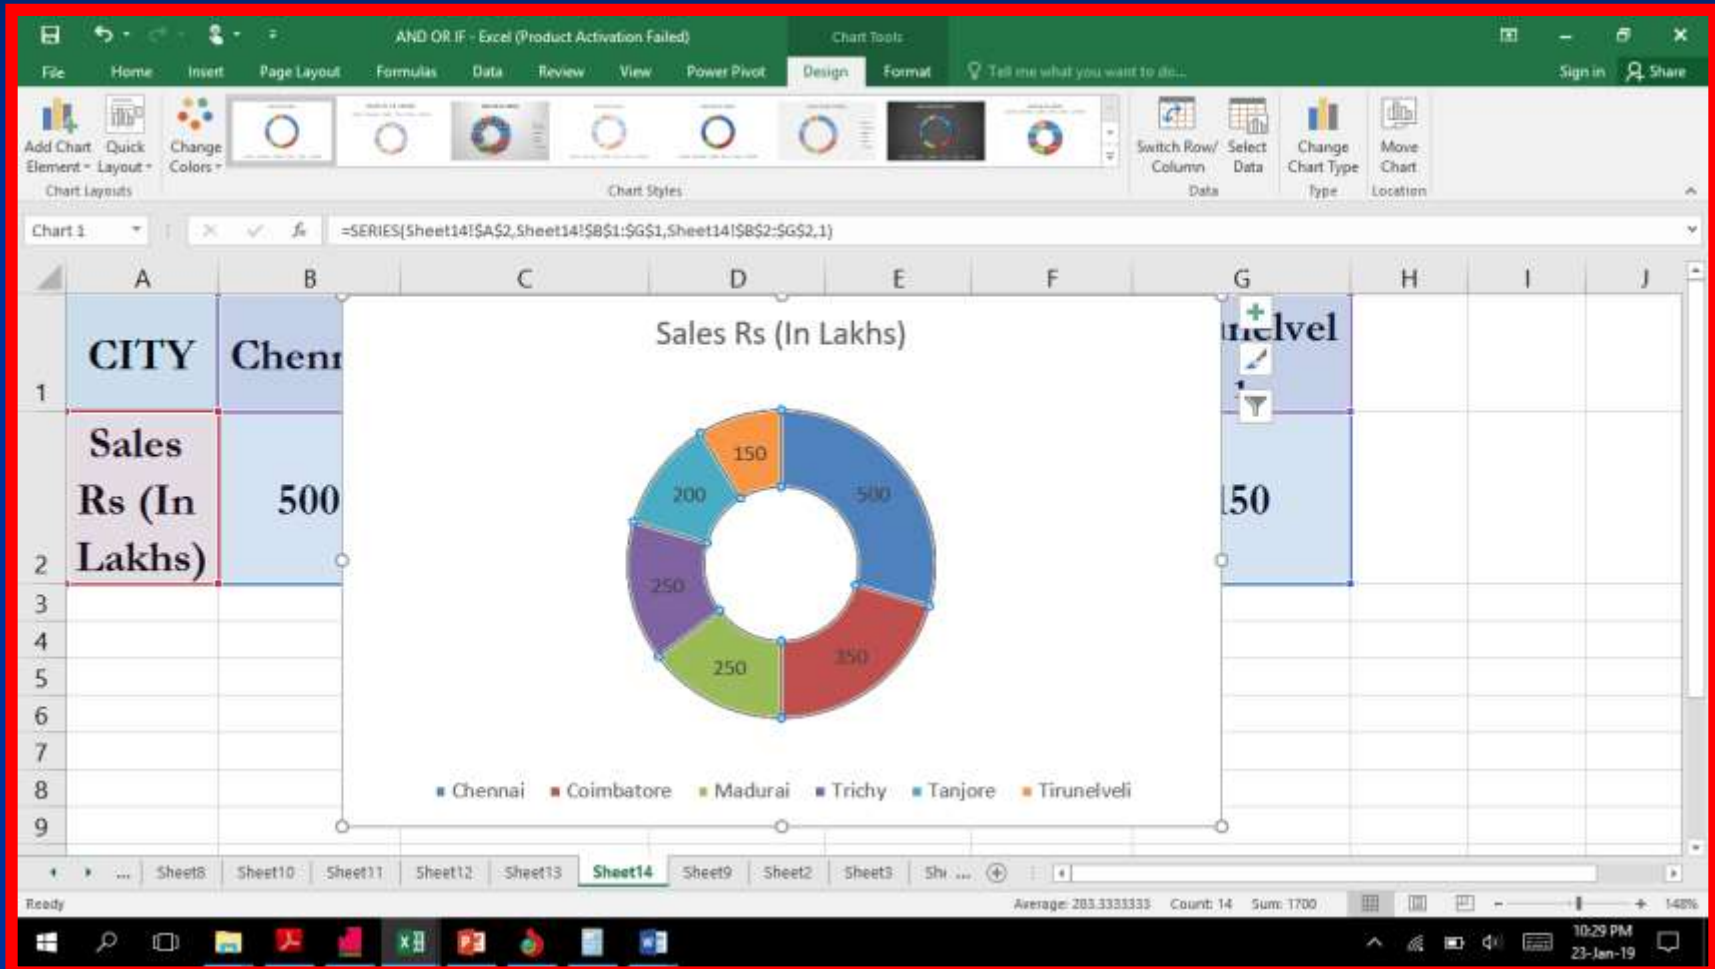 AND OR IF - Excel (Product Activation Failed)
Chart Tools
File Home Insert Page Layout Formulas Data Review View Power Pivot Design Format Tell me what you want to do... Sign in Share
Add Chart Element Quick Layout Change Colors Switch Row/ Column Select Data Change Chart Type Move Chart
Chart Layouts Chart Styles Data Type Location
Chart 1 fx =SERIES(Sheet14!$A$2,Sheet14!$B$1:$G$1,Sheet14!$B$2:$G$2,1)
A B C D E F G H I J
1 CITY Chenn
unelvel
2 Sales Rs (In Lakhs) 500
150
3
4
5
6
7
8
9
Sales Rs (In Lakhs)
150
500
200
250
250
350
Chennai Coimbatore Madurai Trichy Tanjore Tirunelveli
... Sheet8 Sheet10 Sheet11 Sheet12 Sheet13 Sheet14 Sheet9 Sheet2 Sheet3 She ...
Ready Average: 283.3333333 Count: 14 Sum: 1700 148%
10:29 PM
23-Jan-19